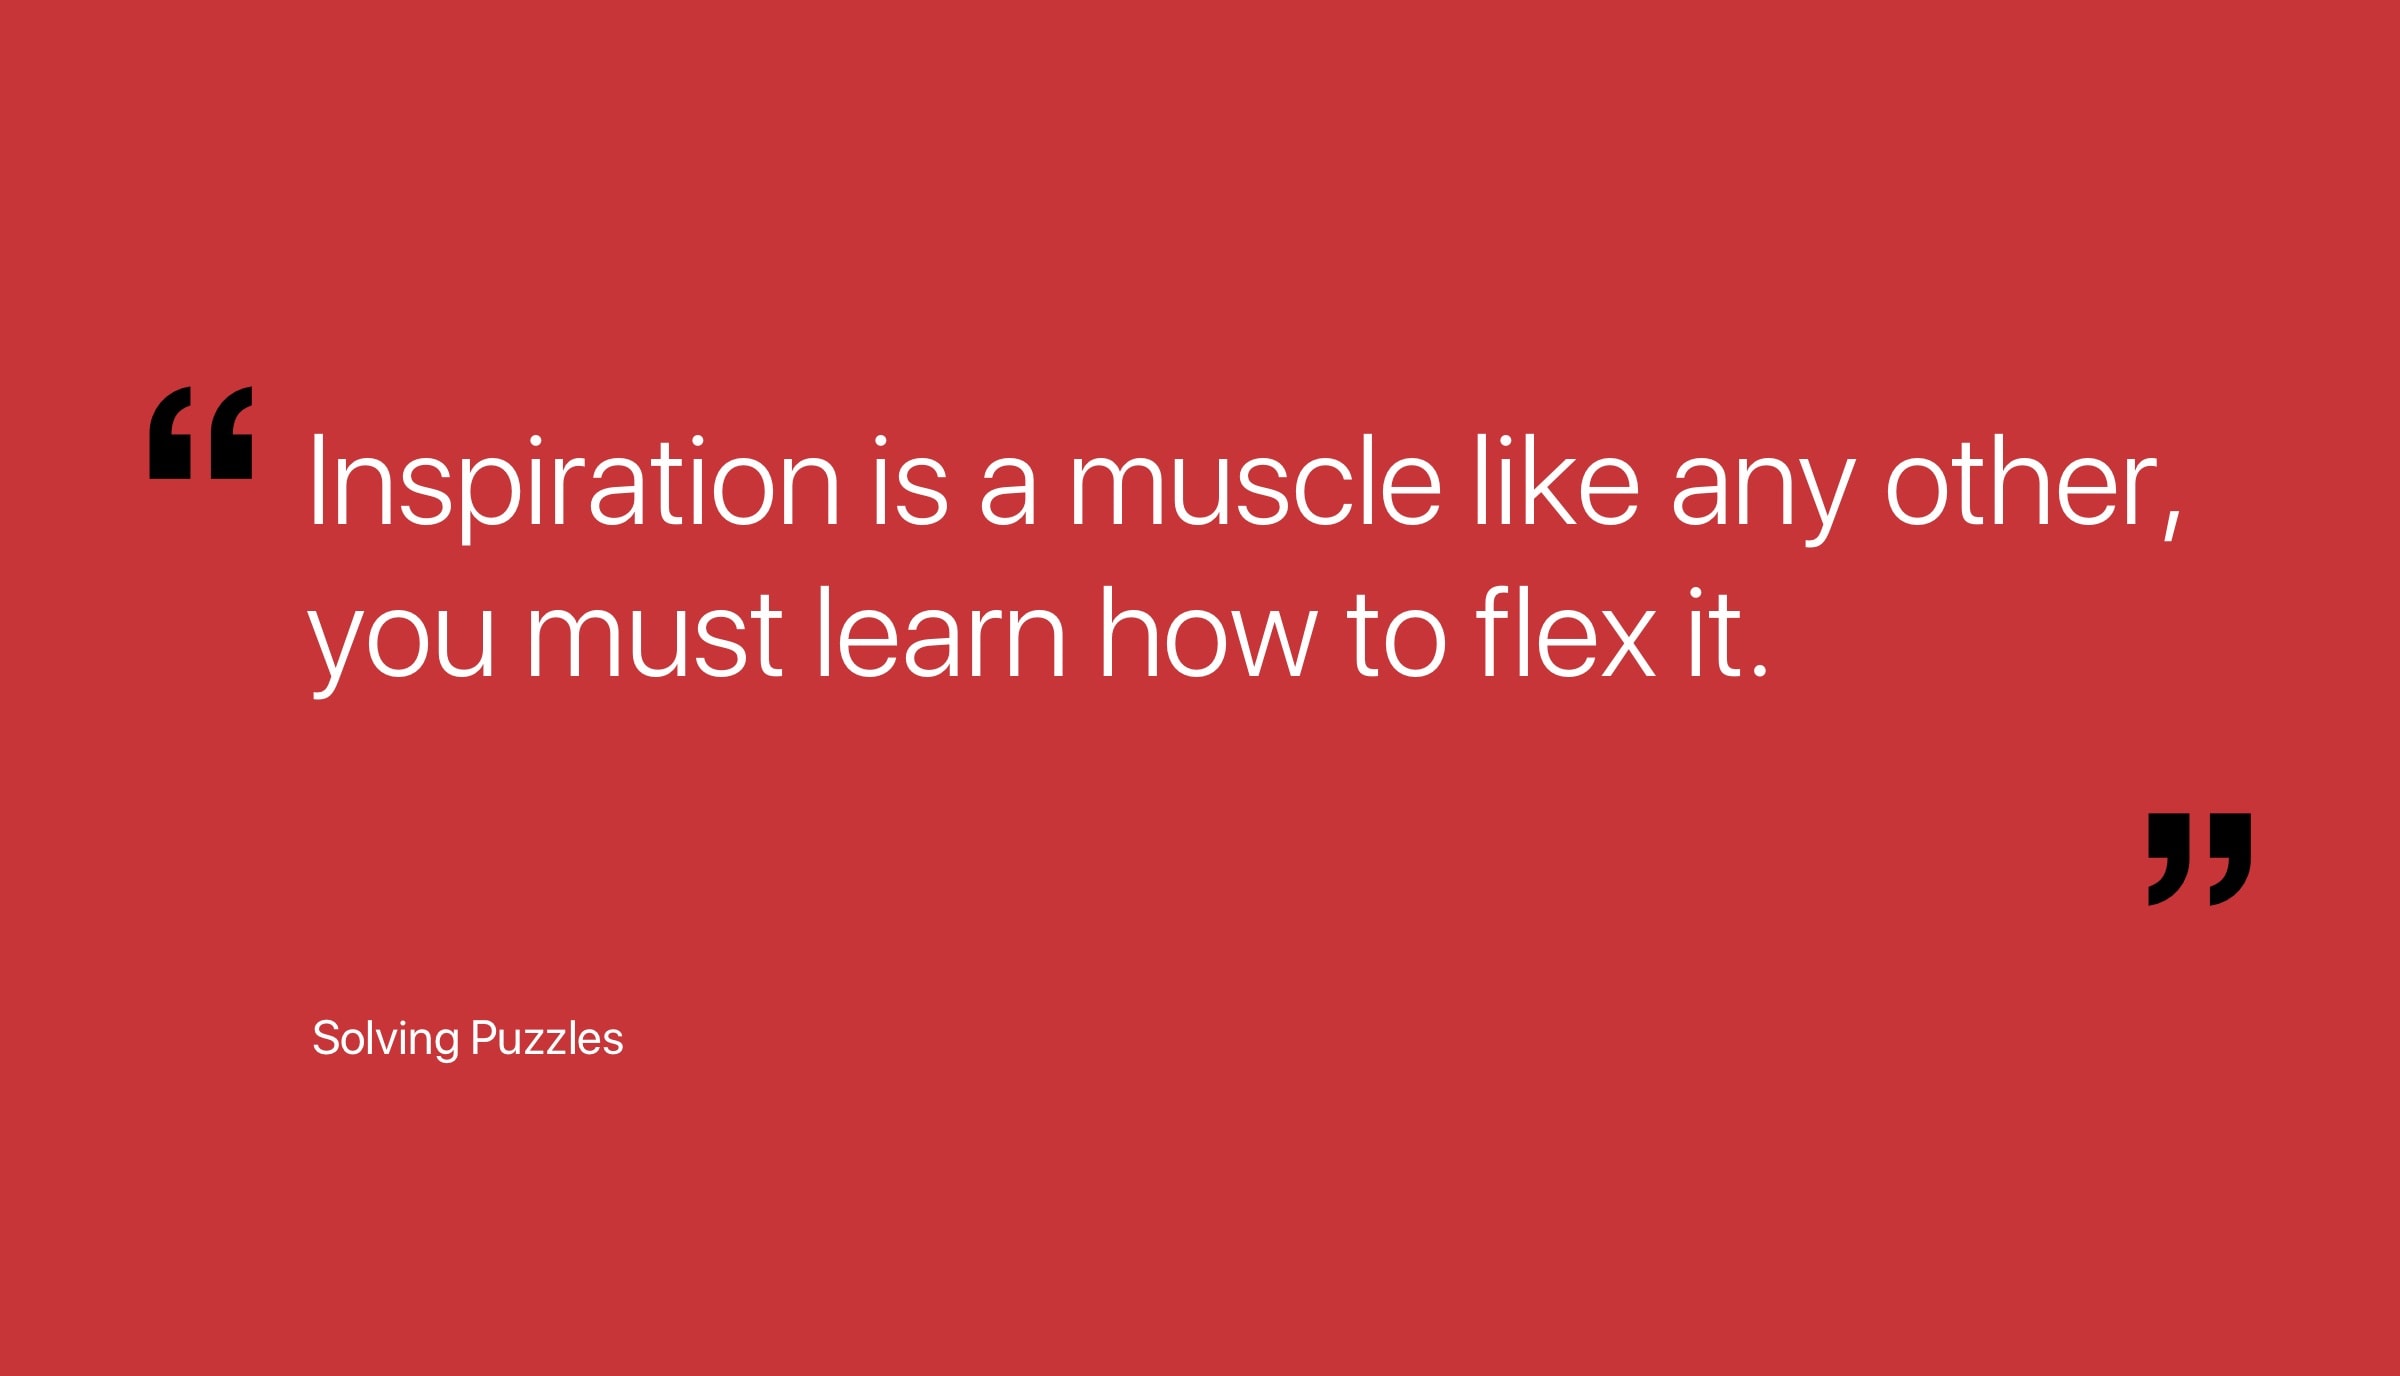 “Inspiration is a muscle like any other,
you must learn how to flex it.
”
Solving Puzzles